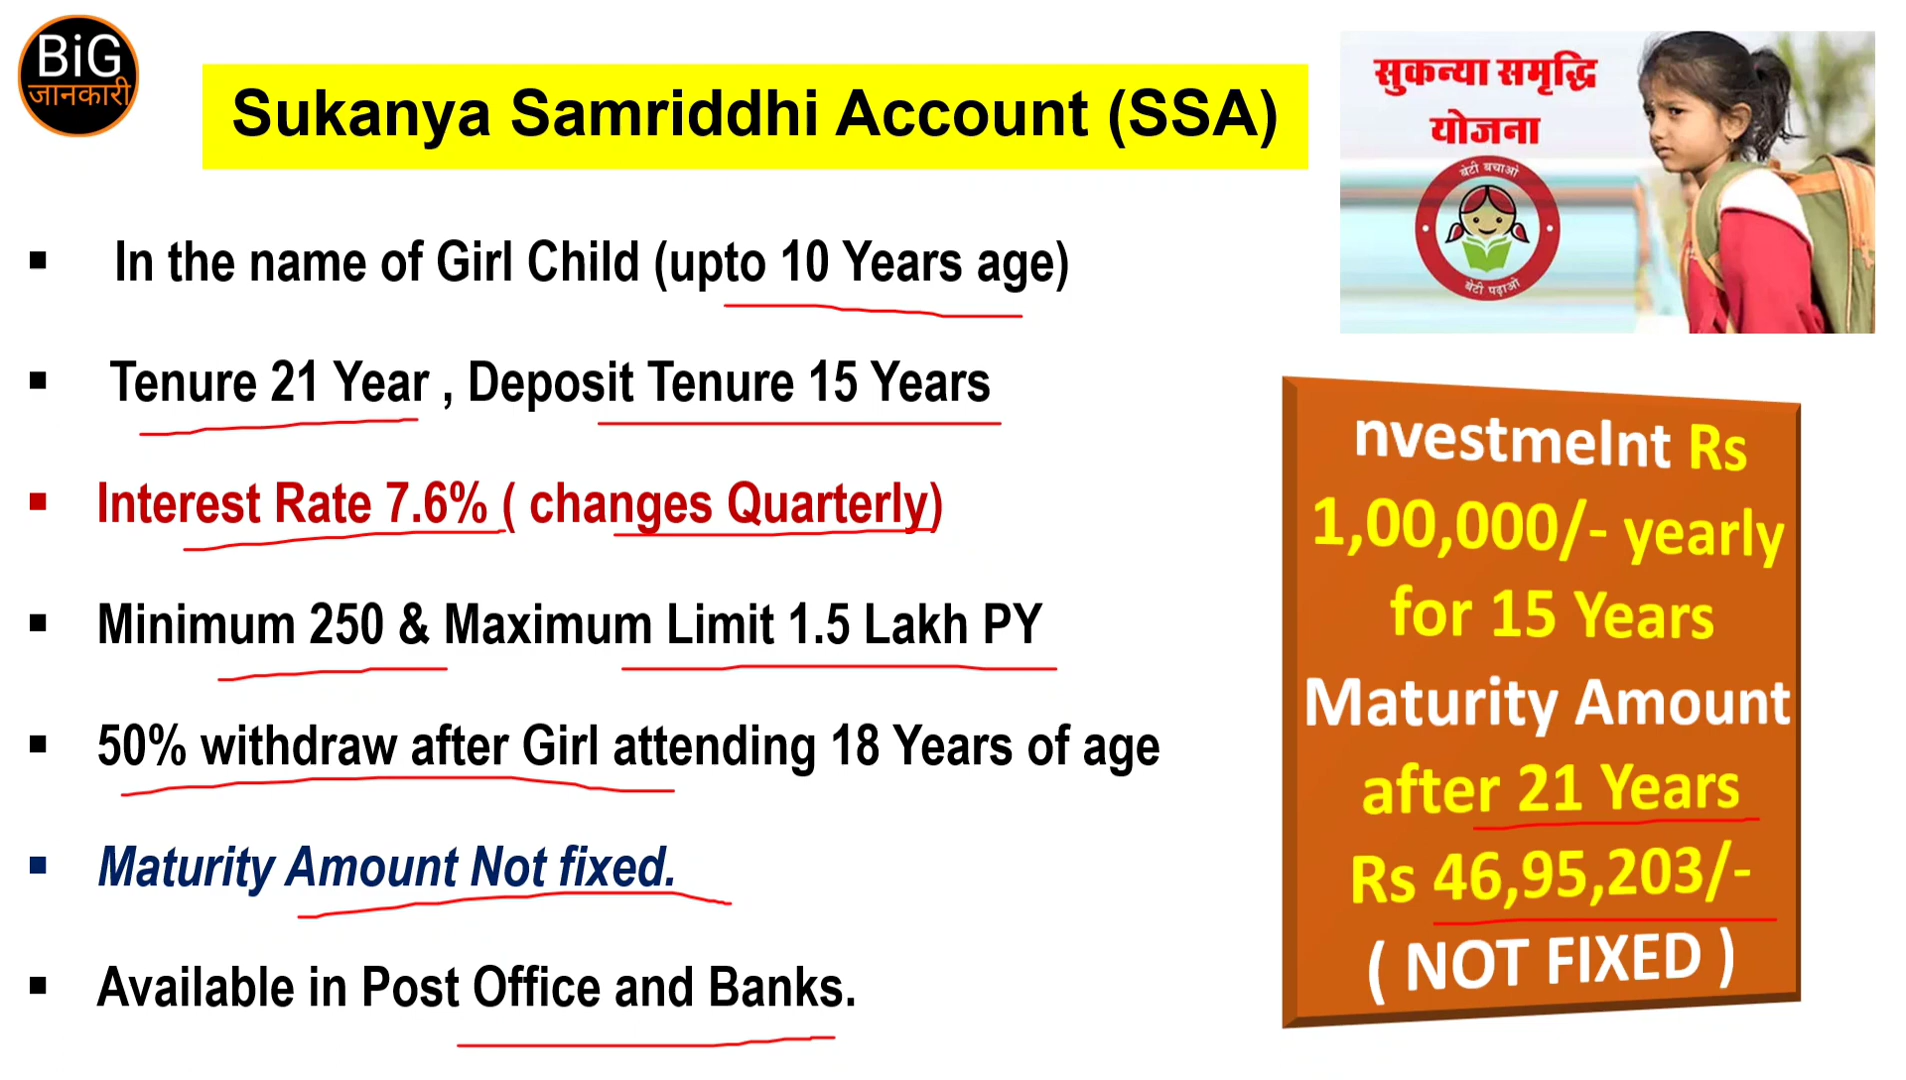 BiG
जानकारी
Sukanya Samriddhi Account (SSA)
सुकन्या समृद्धि
योजना
बेटी बचाओ
बेटी पढ़ाओ
In the name of Girl Child (upto 10 Years age)
Tenure 21 Year , Deposit Tenure 15 Years
Interest Rate 7.6% ( changes Quarterly)
Minimum 250 & Maximum Limit 1.5 Lakh PY
50% withdraw after Girl attending 18 Years of age
Maturity Amount Not fixed.
Available in Post Office and Banks.
nvestmeInt Rs
1,00,000/- yearly
for 15 Years
Maturity Amount
after 21 Years
Rs 46,95,203/-
( NOT FIXED )